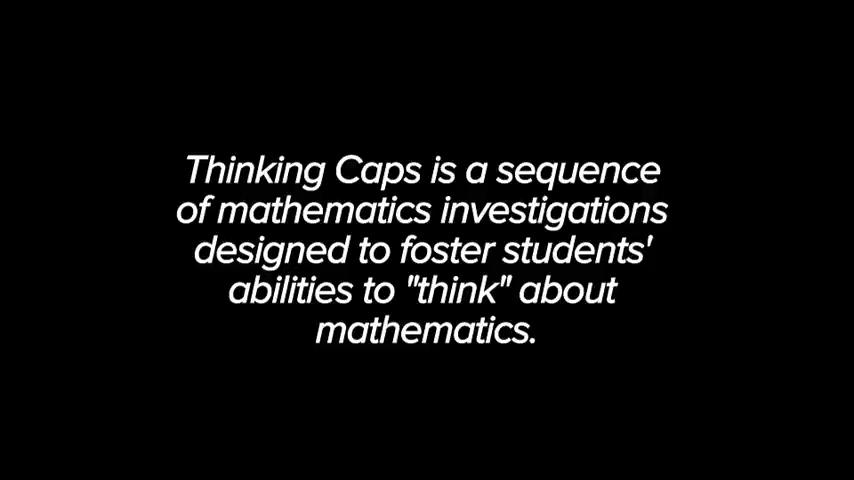 Thinking Caps is a sequence
of mathematics investigations
designed to foster students'
abilities to "think" about
mathematics.